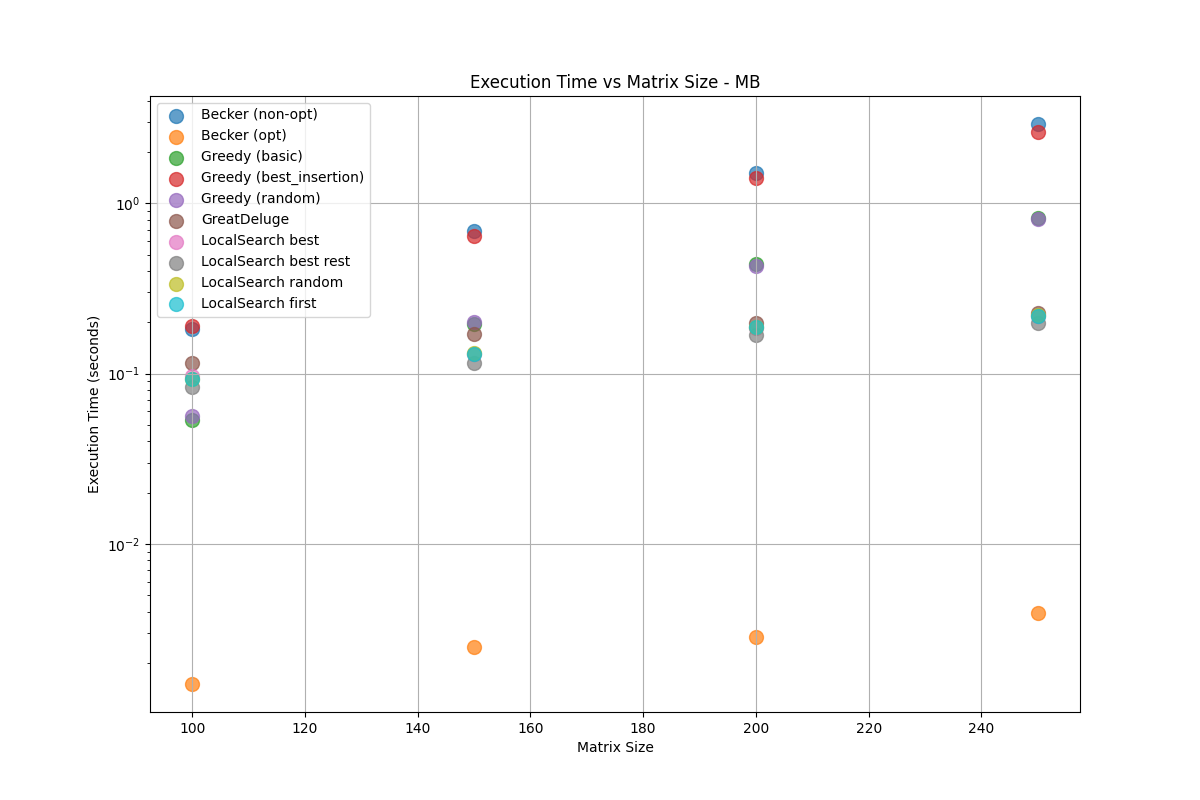 Execution Time vs Matrix Size - MB
Becker (non-opt)
Becker (opt)
Greedy (basic)
Greedy (best_insertion)
Greedy (random)
GreatDeluge
LocalSearch best
LocalSearch best rest
LocalSearch random
LocalSearch first
Execution Time (seconds)
10^0
10^-1
10^-2
100 120 140 160 180 200 220 240
Matrix Size